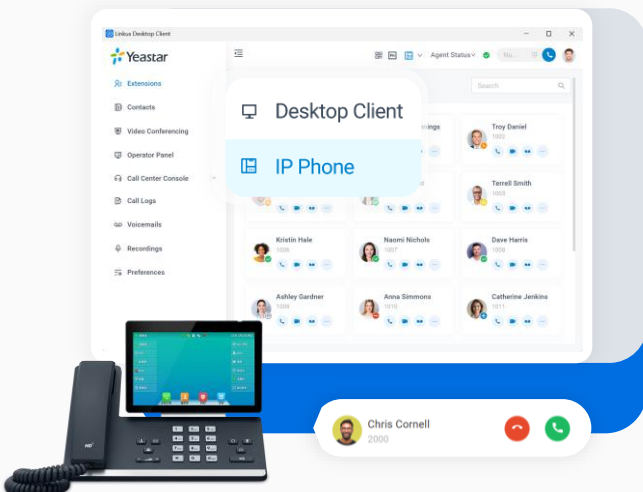 Linkus Desktop Client
Yeastar
Agent Status
No...
Extensions
Search
Contacts
Desktop Client
Troy Daniel
1002
Video Conferencing
Operator Panel
IP Phone
Call Center Console
Terrell Smith
Call Logs
Voicemails
Kristin Hale
1006
Naomi Nichols
1007
Dave Harris
1008
Recordings
Preferences
Ashley Gardner
1009
Anna Simmons
1010
Catherine Jenkins
1011
Chris Cornell
2000